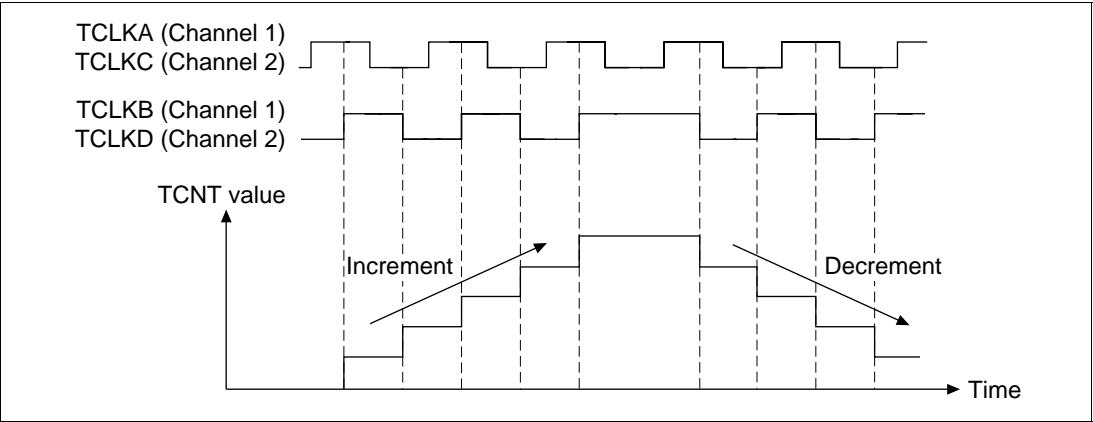 TCLKA (Channel 1)
TCLKC (Channel 2)
TCLKB (Channel 1)
TCLKD (Channel 2)
TCNT value
Increment
Decrement
Time